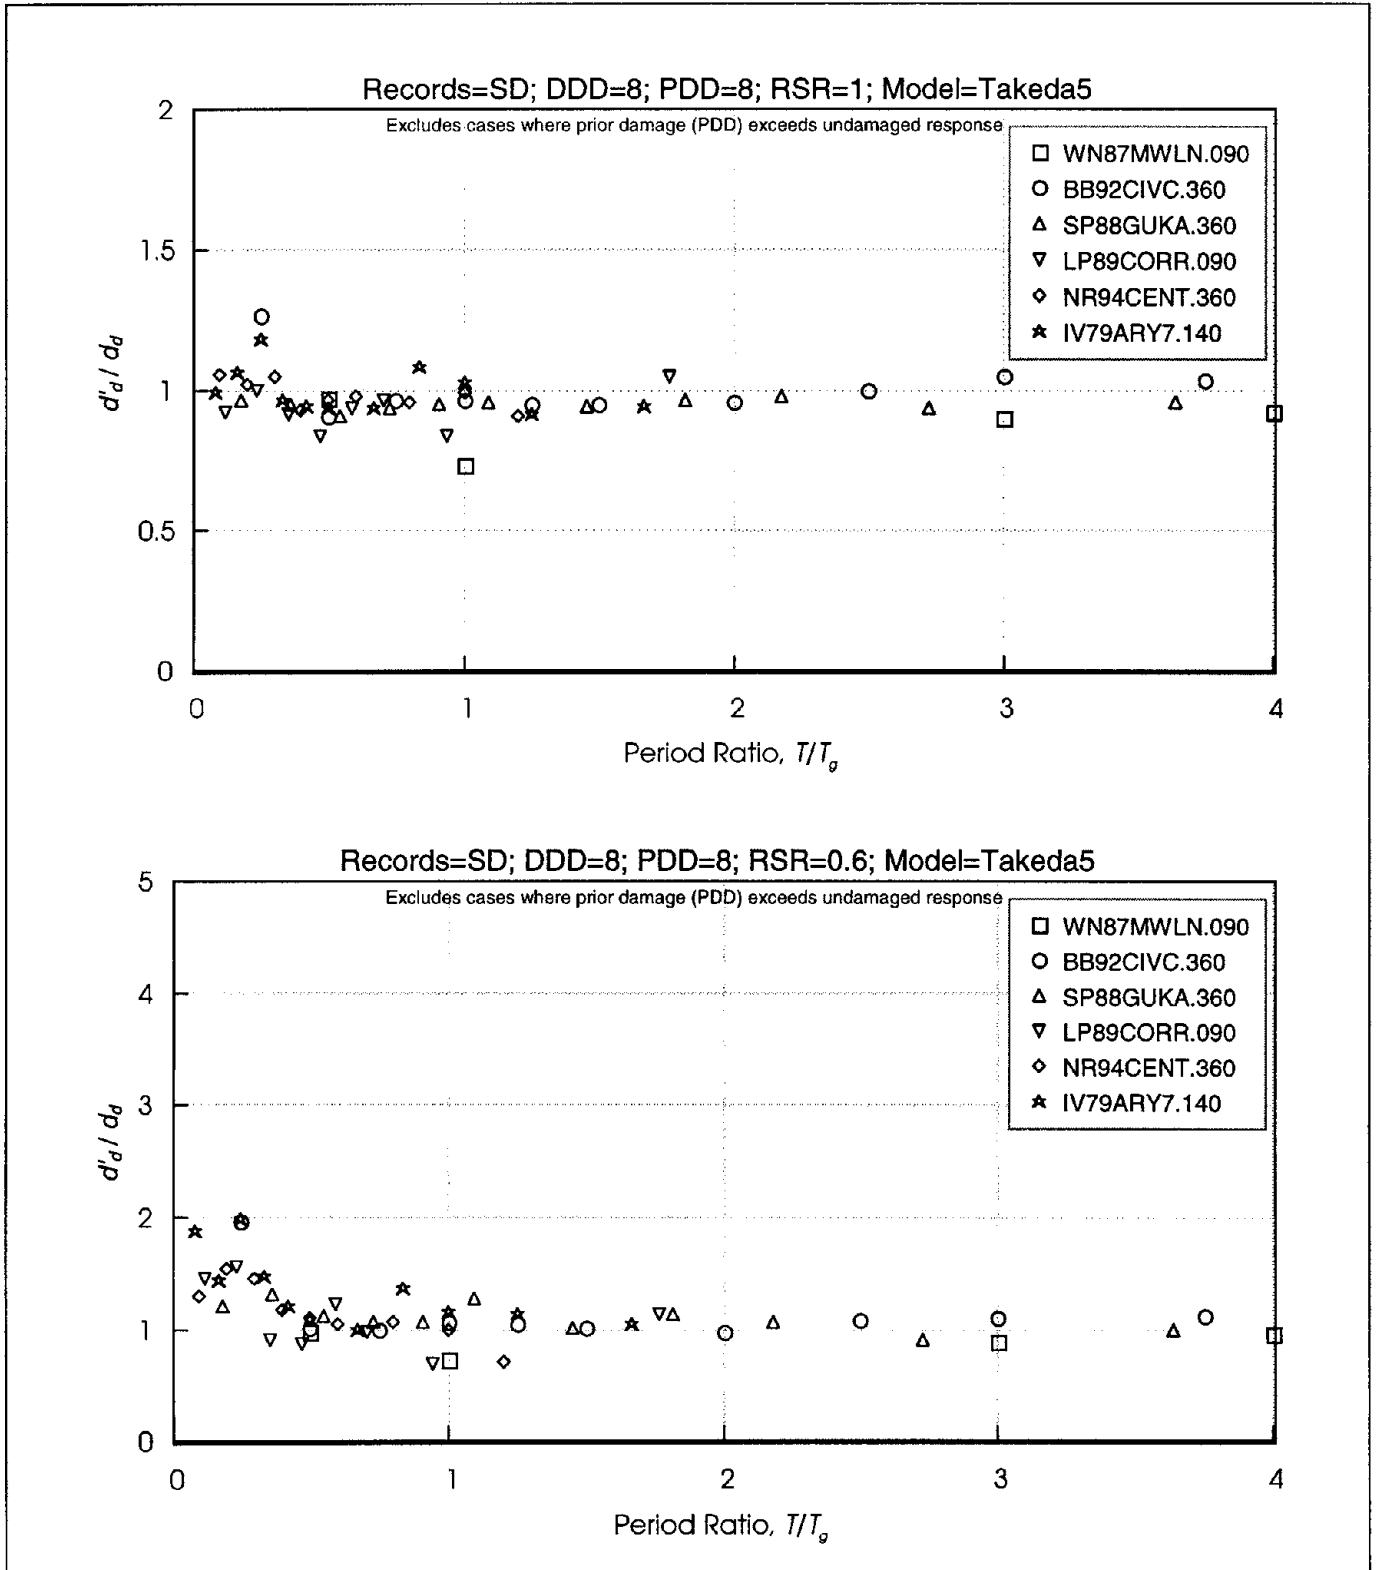 Records=SD; DDD=8; PDD=8; RSR=1; Model=Takeda5
Excludes cases where prior damage (PDD) exceeds undamaged response
WN87MWLN.090
BB92CIVC.360
SP88GUKA.360
LP89CORR.090
NR94CENT.360
IV79ARY7.140
2
1.5
1
0.5
0
d'd / dd
0 1 2 3 4
Period Ratio, T/Tg
Records=SD; DDD=8; PDD=8; RSR=0.6; Model=Takeda5
Excludes cases where prior damage (PDD) exceeds undamaged response
WN87MWLN.090
BB92CIVC.360
SP88GUKA.360
LP89CORR.090
NR94CENT.360
IV79ARY7.140
5
4
3
2
1
0
d'd / dd
0 1 2 3 4
Period Ratio, T/Tg